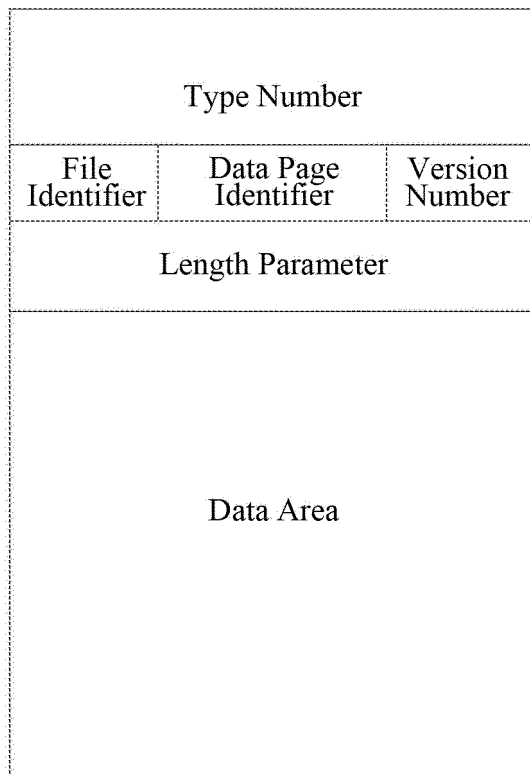 Type Number
File
Identifier
Data Page
Identifier
Version
Number
Length Parameter
Data Area